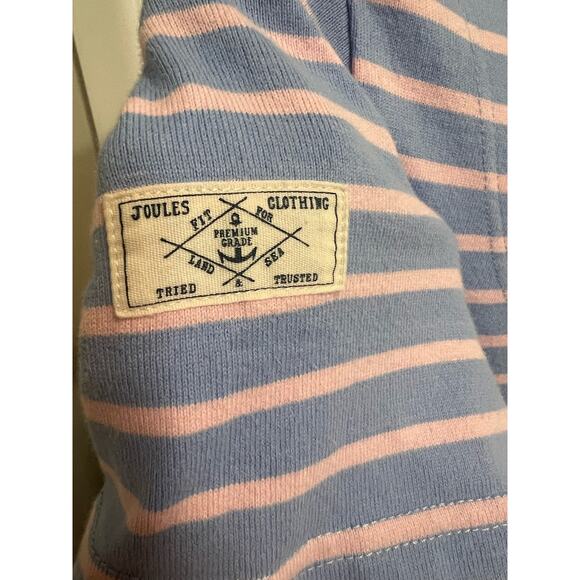 JOULES CLOTHING
FIT FOR
PREMIUM
GRADE
LAND & SEA
TRIED TRUSTED